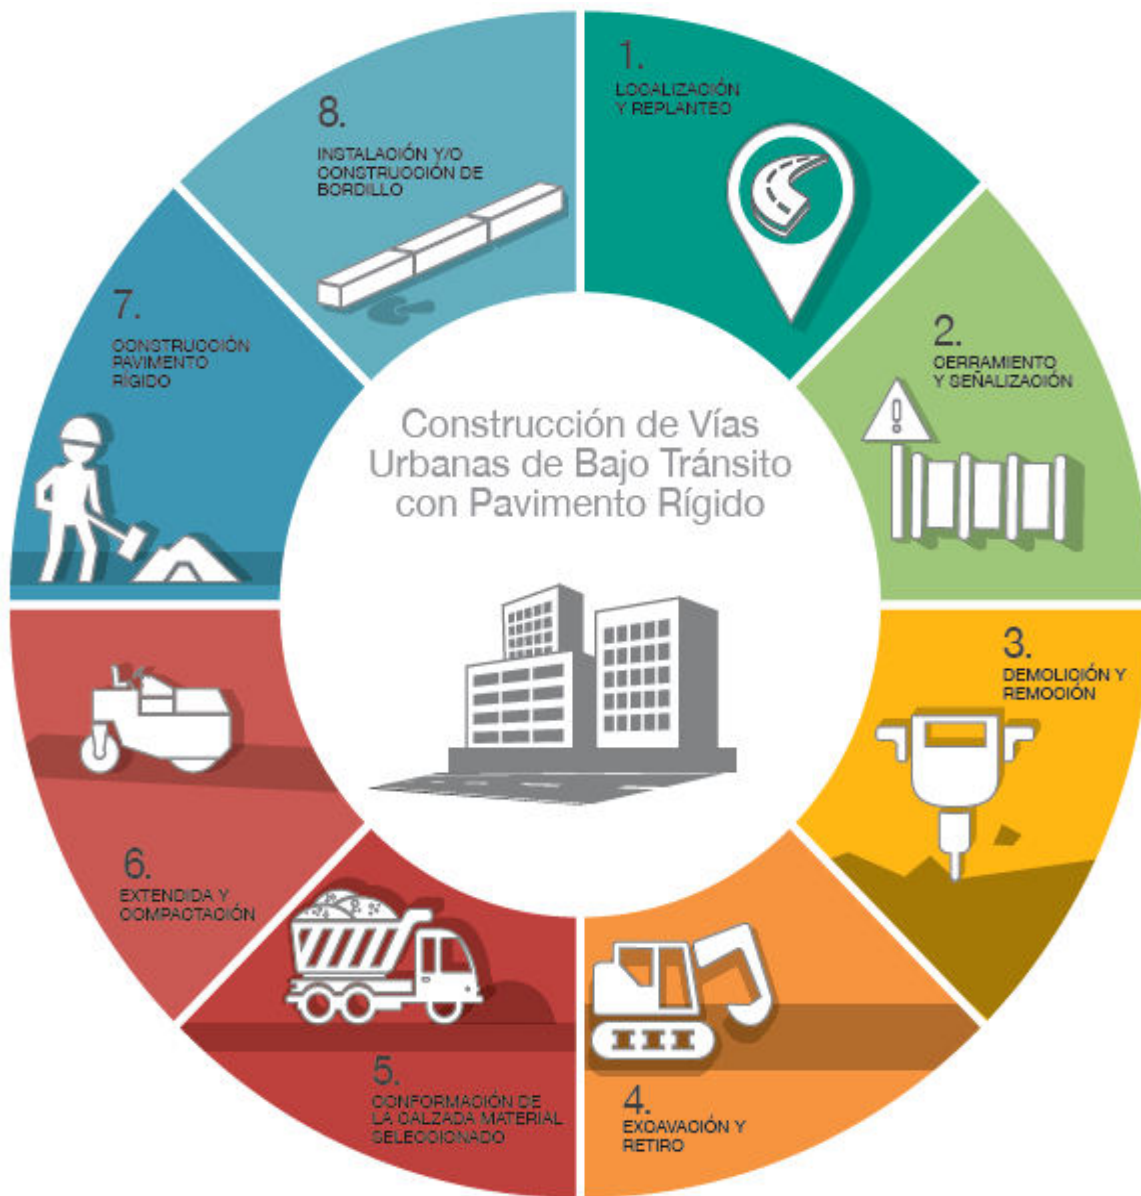 1.
LOCALIZACIÓN
Y REPLANTEO
2.
CERRAMIENTO
Y SEÑALIZACIÓN
3.
DEMOLICIÓN Y
REMOCIÓN
4.
EXCAVACIÓN Y
RETIRO
5.
CONFORMACIÓN DE
LA CALZADA MATERIAL
SELECCIONADO
6.
EXTENDIDA Y
COMPACTACIÓN
7.
CONSTRUCCIÓN
PAVIMENTO
RÍGIDO
8.
INSTALACIÓN Y/O
CONSTRUCCIÓN DE
BORDILLO
Construcción de Vías
Urbanas de Bajo Tránsito
con Pavimento Rígido